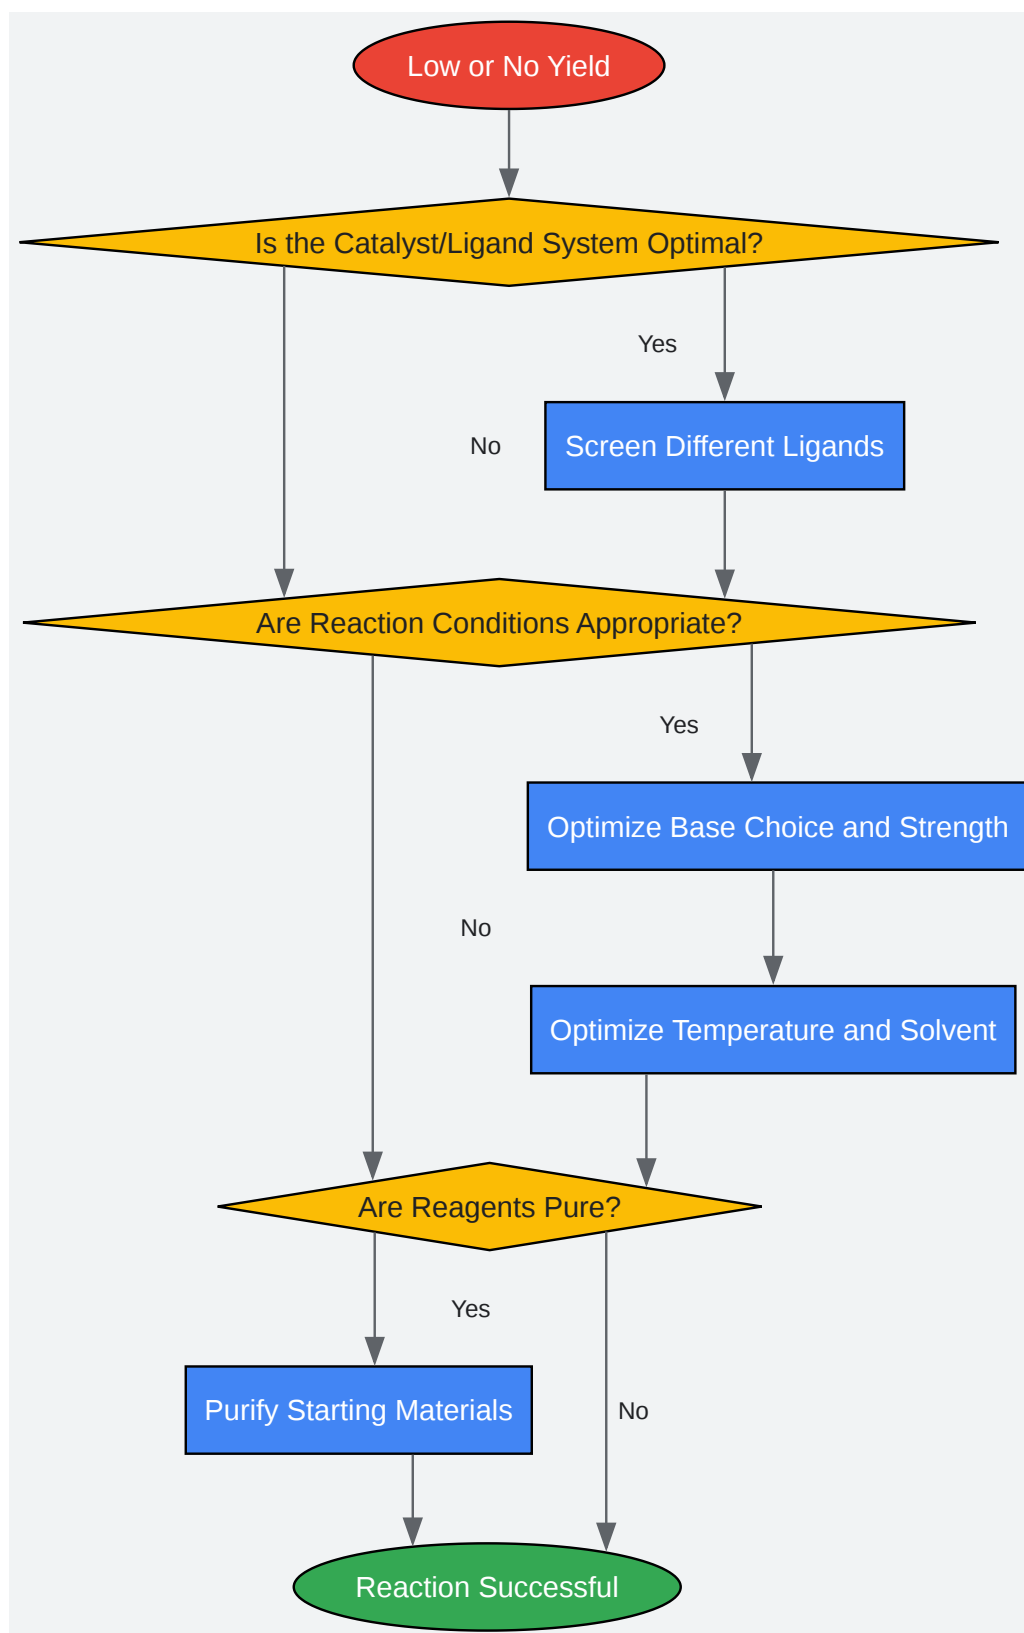 Low or No Yield
Is the Catalyst/Ligand System Optimal?
Yes
No
Screen Different Ligands
Are Reaction Conditions Appropriate?
Yes
Optimize Base Choice and Strength
No
Optimize Temperature and Solvent
Are Reagents Pure?
Yes
Purify Starting Materials
No
Reaction Successful